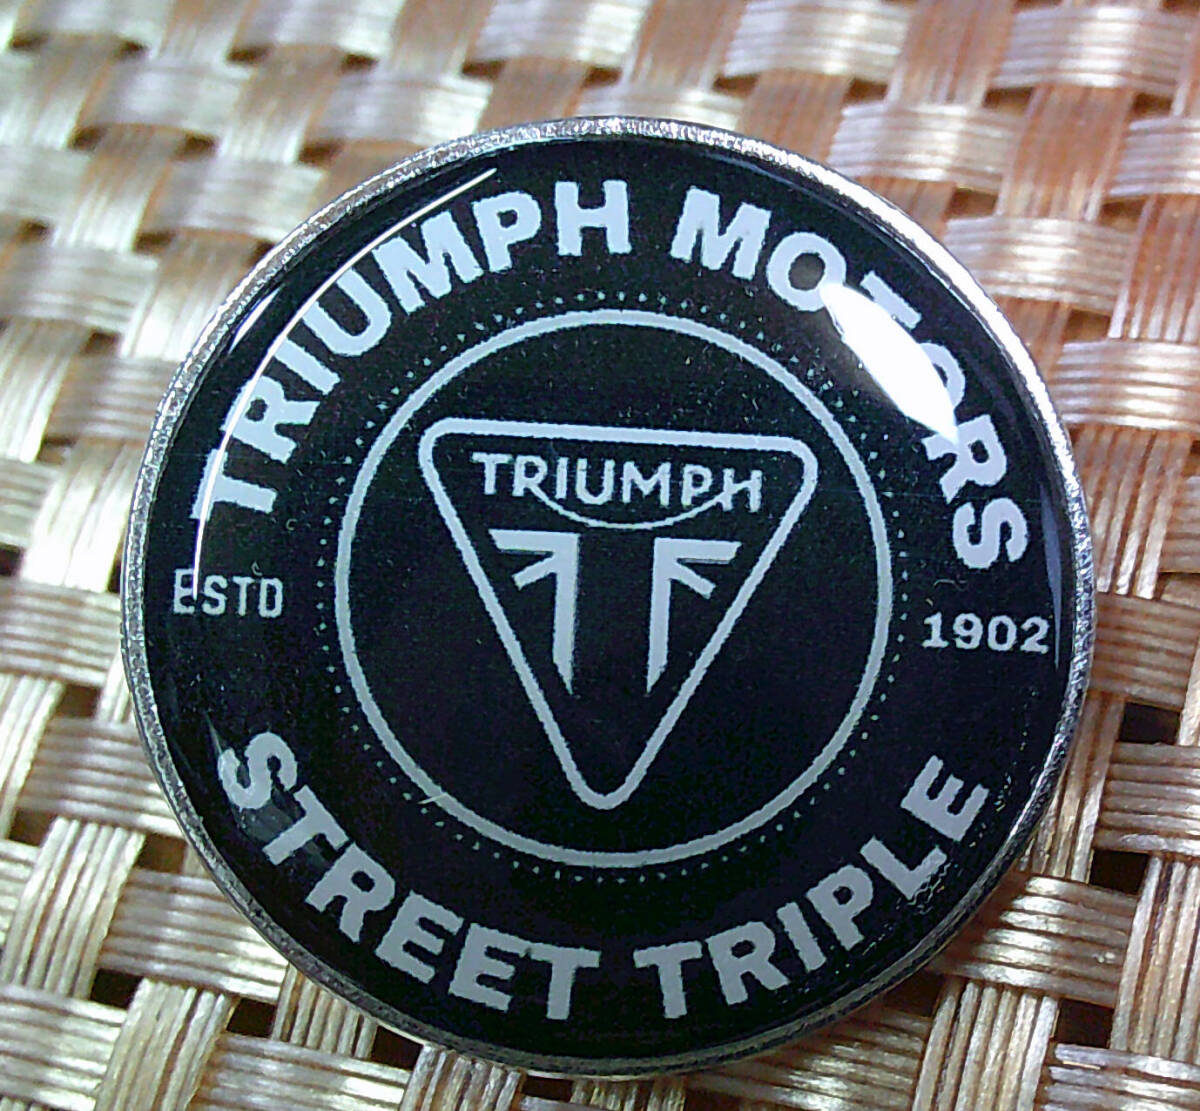 TRIUMPH MOTORS
TRIUMPH
ESTD
1902
STREET TRIPLE